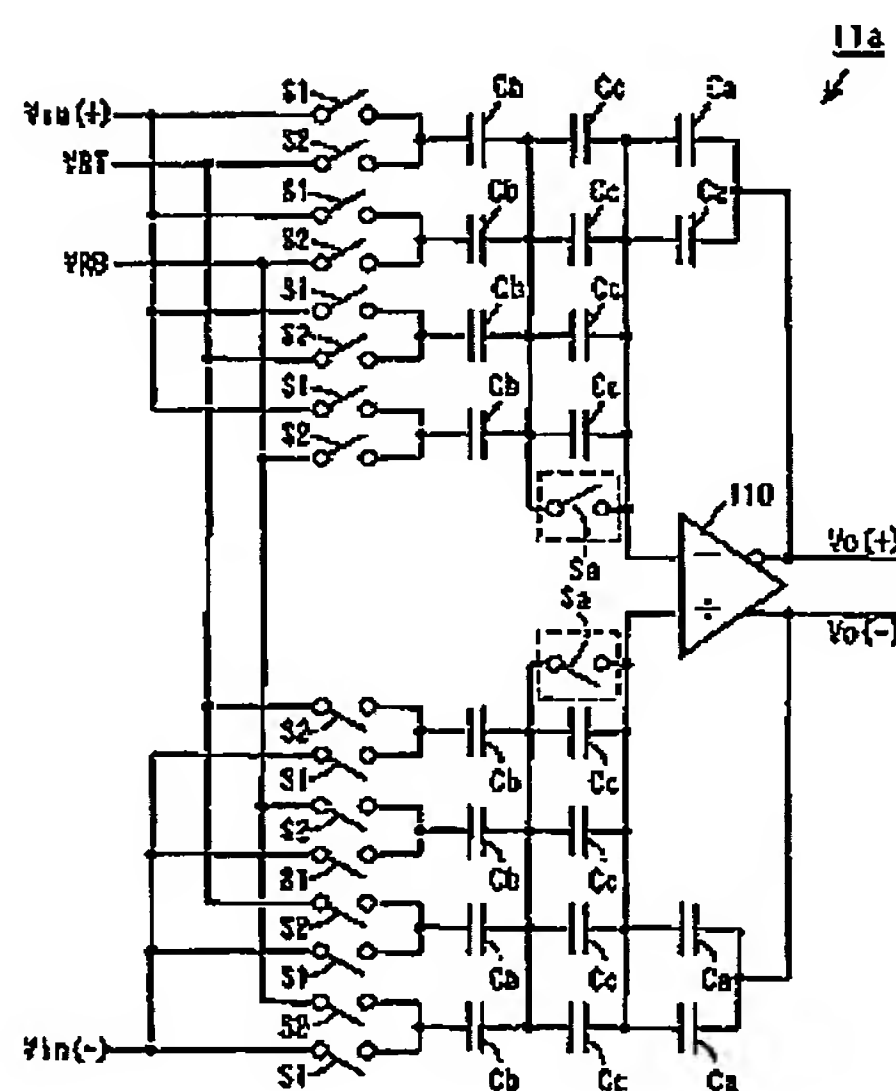 11a
S1 Cb Cc Ca
Vin(+)
S2
VRT
S1
Cb Cc Ca
S2
VRB
S1
Cb Cc
S2
S1
Cb Cc
S2
110
Sa
Vo(+)
Sa
Vo(-)
S2
S1 Cb Cc
S2
S1 Cb Cc
S2
S1 Cb Cc Ca
S2
Vin(-)
S1 Cb Cc Ca